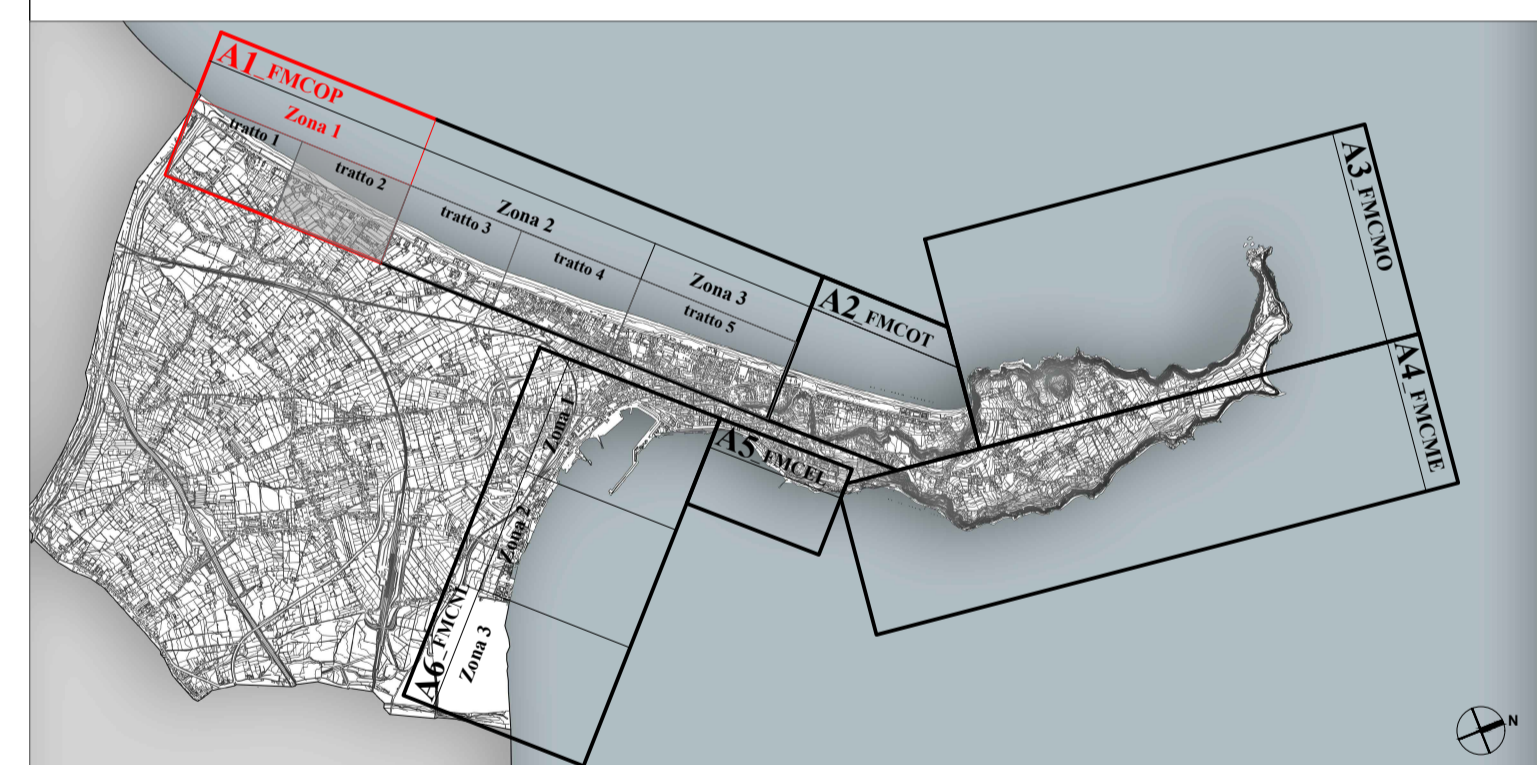 A1_FMCOP
Zona 1
tratto 1
tratto 2
Zona 2
tratto 3
tratto 4
Zona 3
tratto 5
A2_FMCOT
A3_FMCMO
A4_FMCME
A5_FMCEL
A6_FMCNI
Zona 1
Zona 2
Zona 3
N